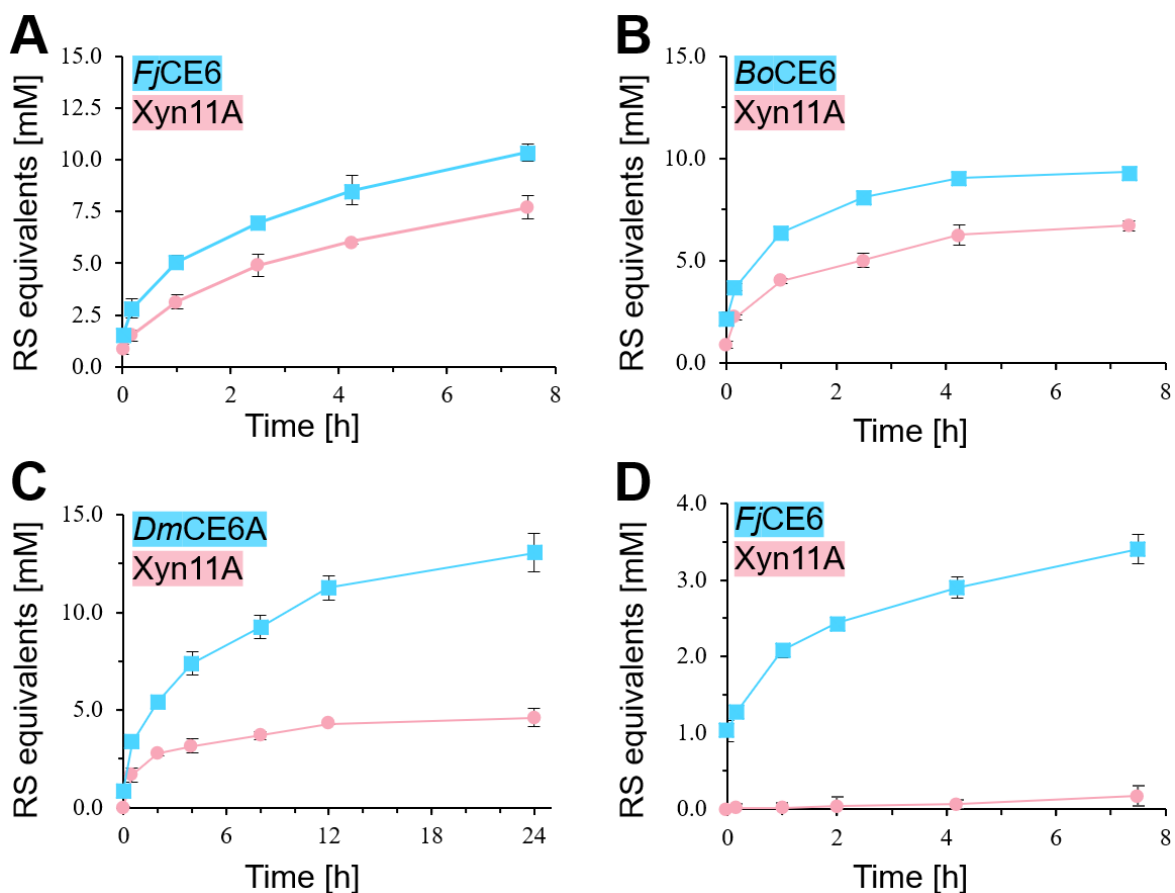 A
FjCE6
Xyn11A
RS equivalents [mM]
15.0
12.5
10.0
7.5
5.0
2.5
0.0
0 2 4 6 8
Time [h]
B
BoCE6
Xyn11A
RS equivalents [mM]
15.0
10.0
5.0
0.0
0 2 4 6 8
Time [h]
C
DmCE6A
Xyn11A
RS equivalents [mM]
15.0
10.0
5.0
0.0
0 6 12 18 24
Time [h]
D
FjCE6
Xyn11A
RS equivalents [mM]
4.0
3.0
2.0
1.0
0.0
0 2 4 6 8
Time [h]